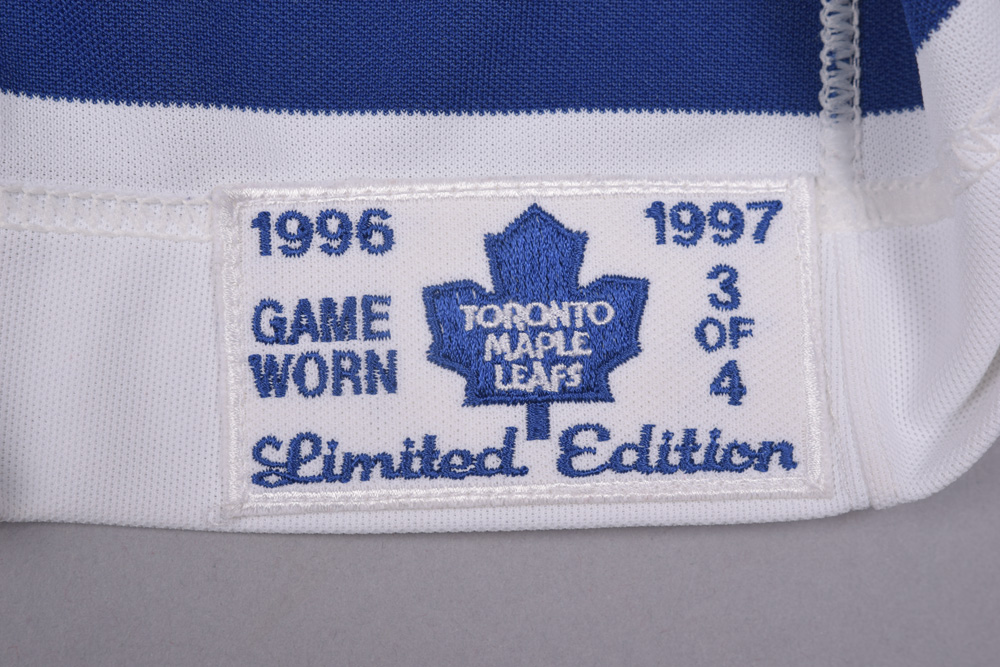 1996
GAME
WORN
TORONTO
MAPLE
LEAFS
1997
3
OF
4
Limited Edition